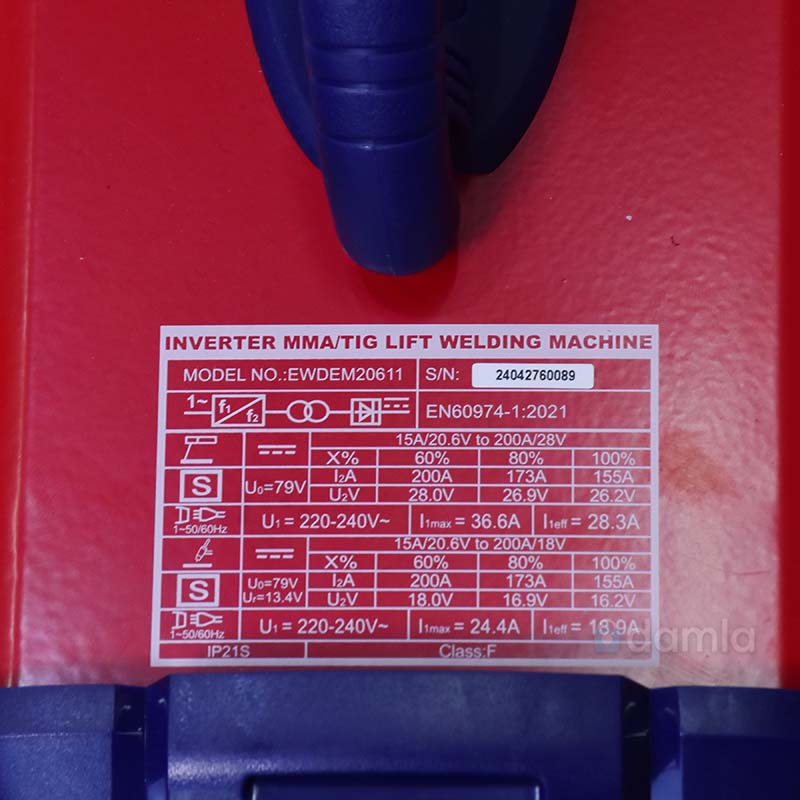 INVERTER MMA/TIG LIFT WELDING MACHINE
MODEL NO.:EWDEM20611 S/N: 24042760089
1~ f1/f2 EN60974-1:2021
15A/20.6V to 200A/28V
X% 60% 80% 100%
S U0=79V I2A 200A 173A 155A
U2V 28.0V 26.9V 26.2V
1~50/60Hz U1 = 220-240V~ I1max = 36.6A I1eff = 28.3A
15A/20.6V to 200A/18V
X% 60% 80% 100%
S U0=79V Ur=13.4V I2A 200A 173A 155A
U2V 18.0V 16.9V 16.2V
1~50/60Hz U1 = 220-240V~ I1max = 24.4A I1eff = 18.9A
damla
IP21S Class:F